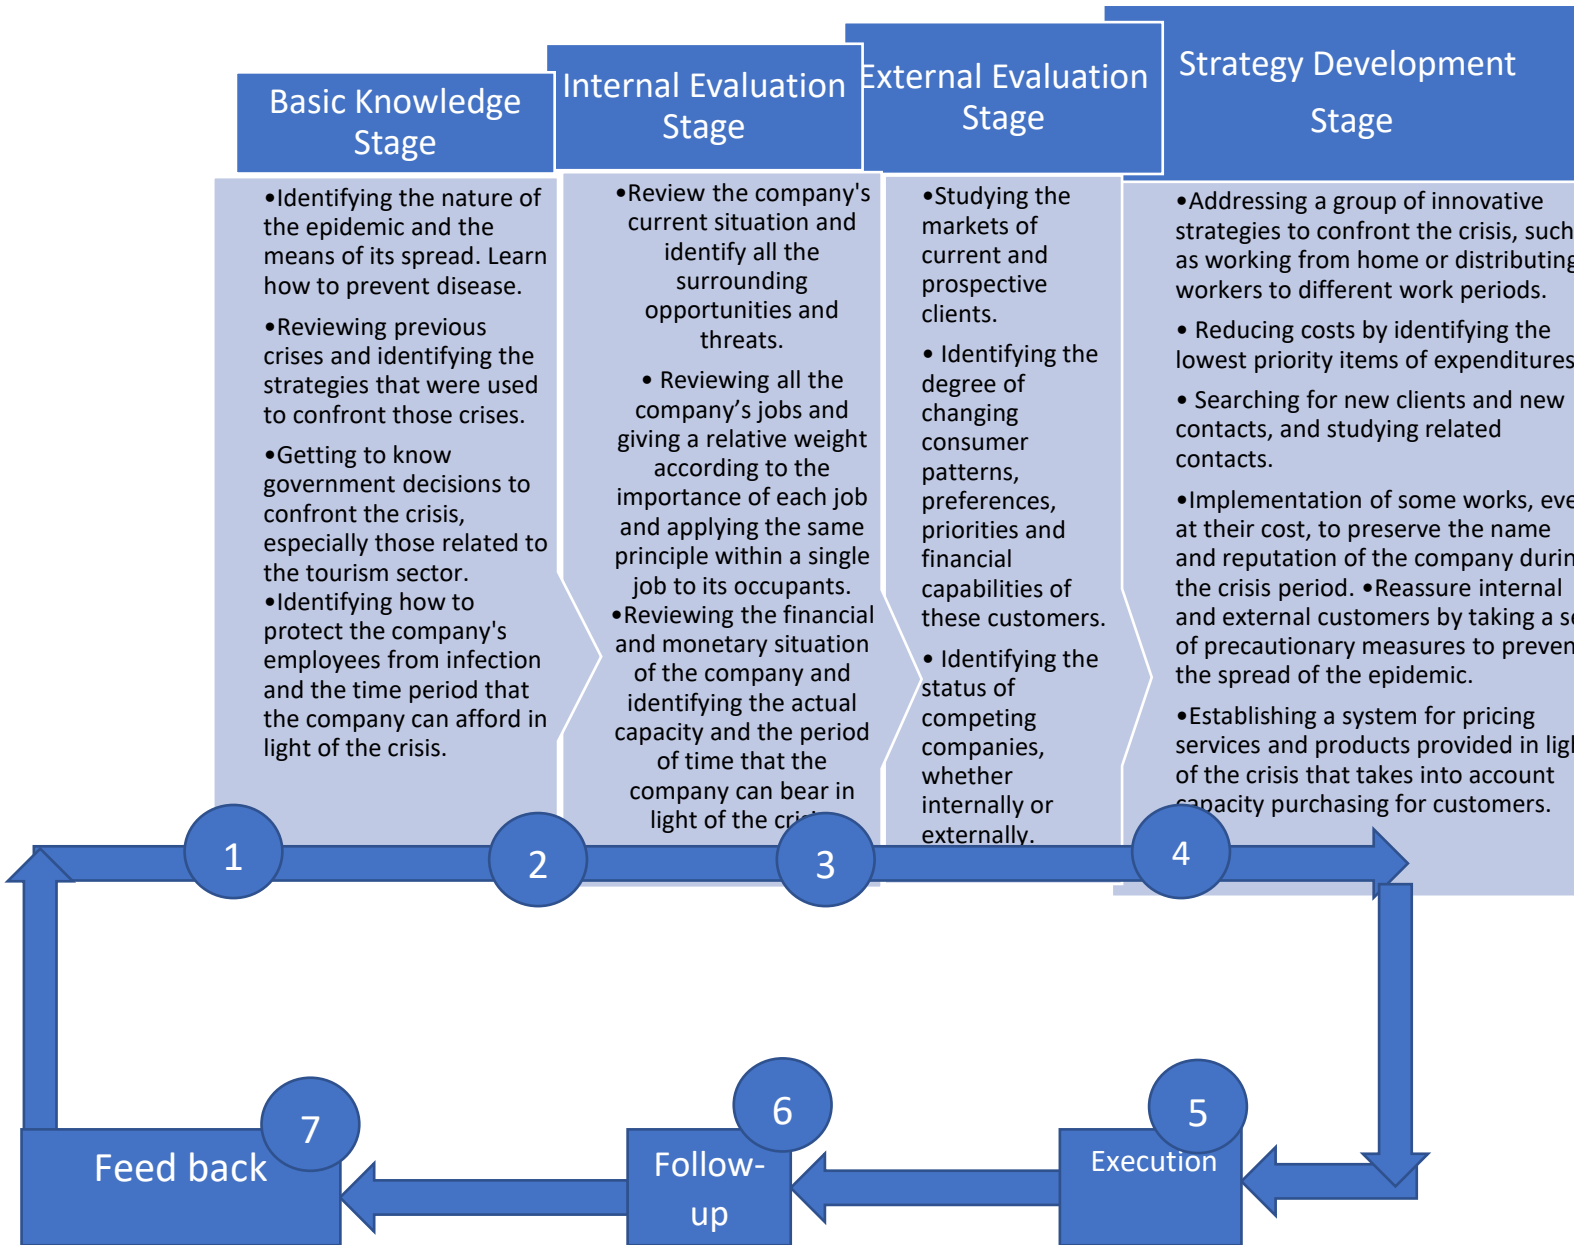 Basic Knowledge
Stage
•Identifying the nature of
the epidemic and the
means of its spread. Learn
how to prevent disease.
•Reviewing previous
crises and identifying the
strategies that were used
to confront those crises.
•Getting to know
government decisions to
confront the crisis,
especially those related to
the tourism sector.
•Identifying how to
protect the company's
employees from infection
and the time period that
the company can afford in
light of the crisis.
Internal Evaluation
Stage
•Review the company's
current situation and
identify all the
surrounding
opportunities and
threats.
• Reviewing all the
company’s jobs and
giving a relative weight
according to the
importance of each job
and applying the same
principle within a single
job to its occupants.
•Reviewing the financial
and monetary situation
of the company and
identifying the actual
capacity and the period
of time that the
company can bear in
light of the
External Evaluation
Stage
•Studying the
markets of
current and
prospective
clients.
• Identifying the
degree of
changing
consumer
patterns,
preferences,
priorities and
financial
capabilities of
these customers.
• Identifying the
status of
competing
companies,
whether
internally or
externally.
Strategy Development
Stage
•Addressing a group of innovative
strategies to confront the crisis, such
as working from home or distributing
workers to different work periods.
• Reducing costs by identifying the
lowest priority items of expenditures
• Searching for new clients and new
contacts, and studying related
contacts.
•Implementation of some works,
at their cost, to preserve the name
and reputation of the company
the crisis period. •Reassure internal
and external customers by taking a
of precautionary measures to
the spread of the epidemic.
•Establishing a system for pricing
services and products provided in
of the crisis that takes into account
capacity purchasing for customers.
1
2
3
4
5
Execution
6
Follow-
up
7
Feed back